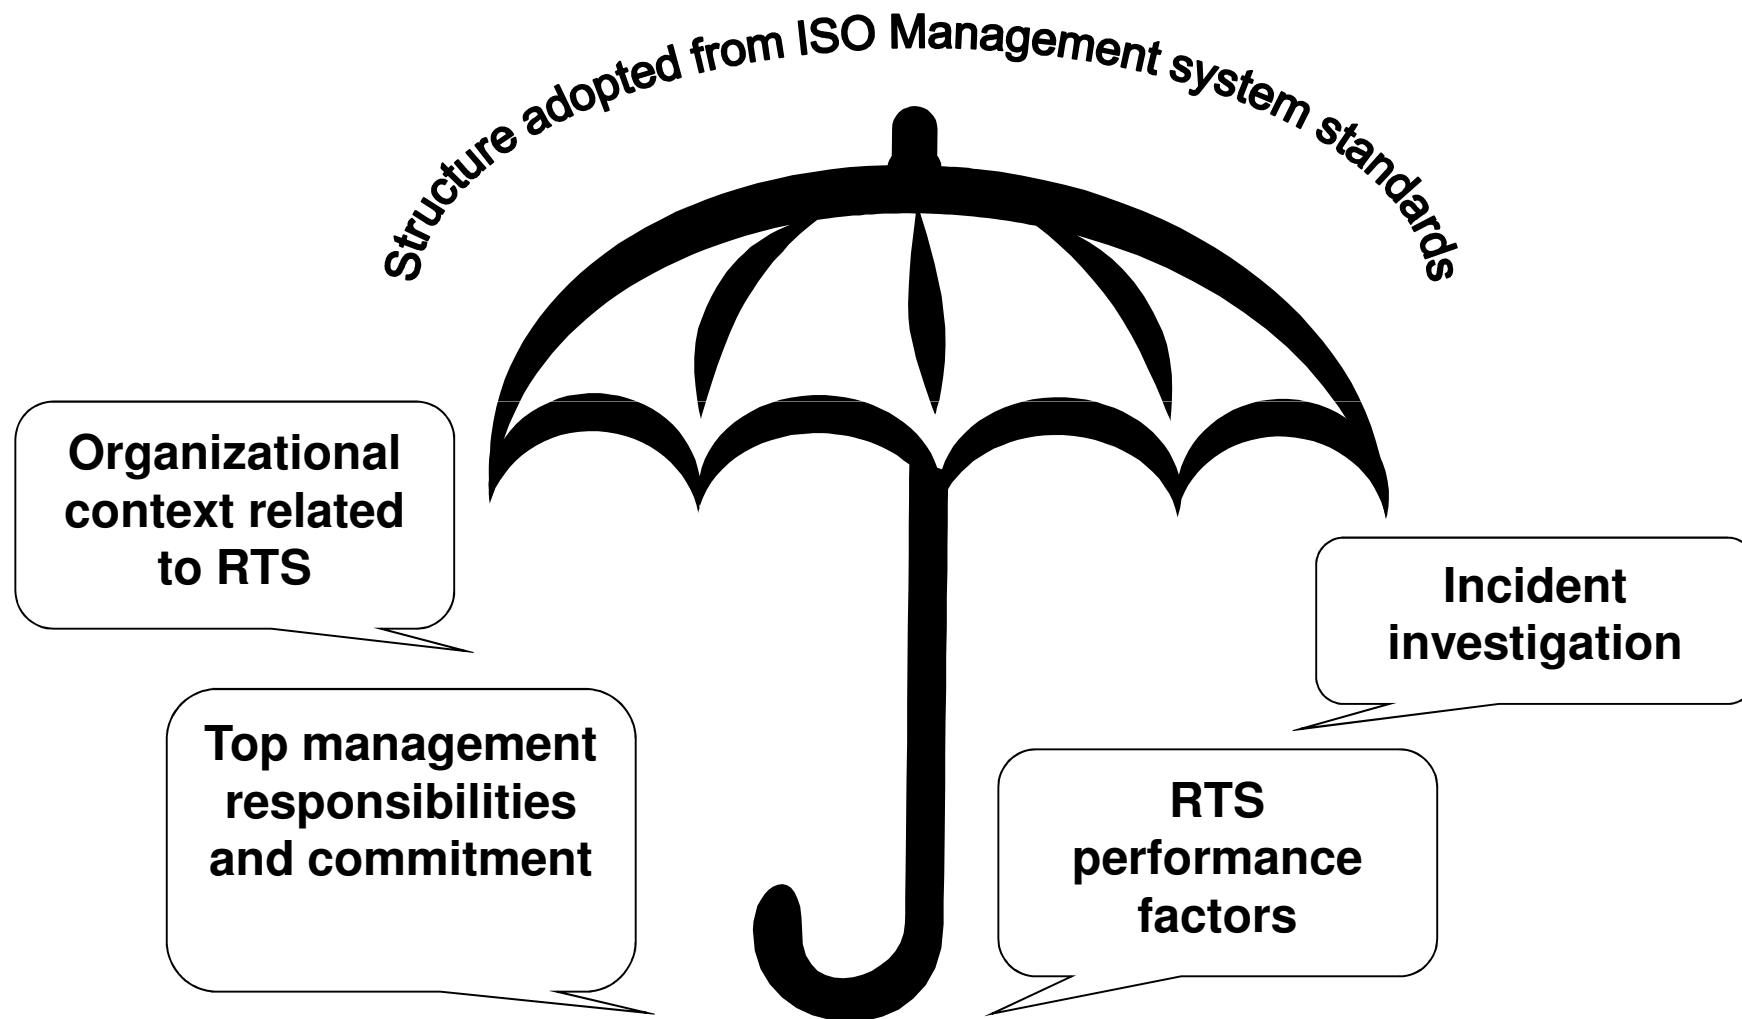 Structure adopted from ISO Management system standards
Organizational
context related
to RTS
Top management
responsibilities
and commitment
Incident
investigation
RTS
performance
factors